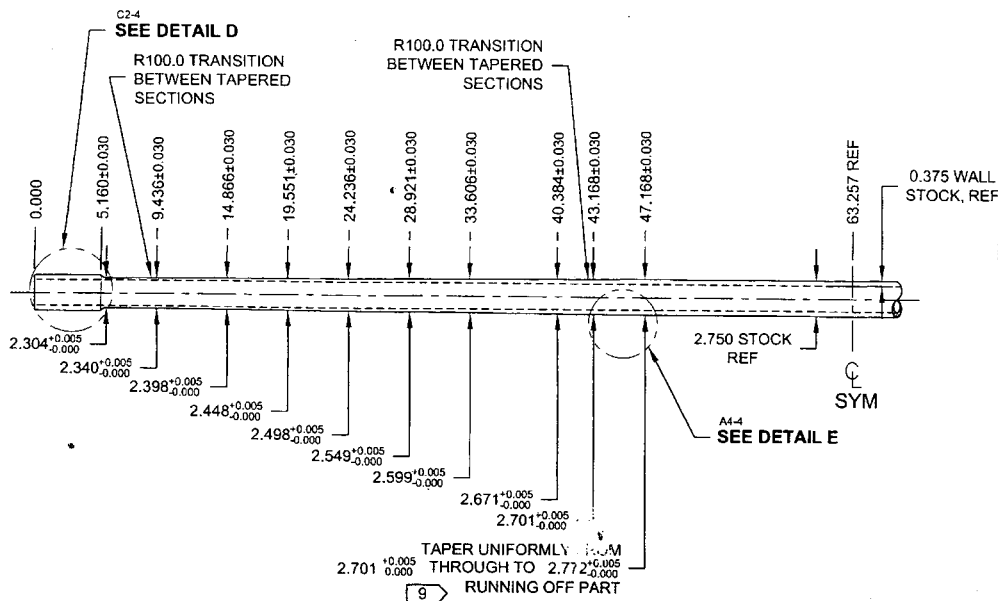 C2-4
SEE DETAIL D
R100.0 TRANSITION
BETWEEN TAPERED
SECTIONS
R100.0 TRANSITION
BETWEEN TAPERED
SECTIONS
0.000
5.160±0.030
9.436±0.030
14.866±0.030
19.551±0.030
24.236±0.030
28.921±0.030
33.606±0.030
40.384±0.030
43.168±0.030
47.168±0.030
63.257 REF
0.375 WALL
STOCK, REF
2.304 +0.005 -0.000
2.340 +0.005 -0.000
2.398 +0.005 -0.000
2.448 +0.005 -0.000
2.498 +0.005 -0.000
2.549 +0.005 -0.000
2.599 +0.005 -0.000
2.671 +0.005 -0.000
2.701 +0.005 -0.000
2.750 STOCK
REF
℄
SYM
A4-4
SEE DETAIL E
TAPER UNIFORMLY
2.701 +0.005 0.000 THROUGH TO 2.772 +0.005 -0.000
RUNNING OFF PART
9